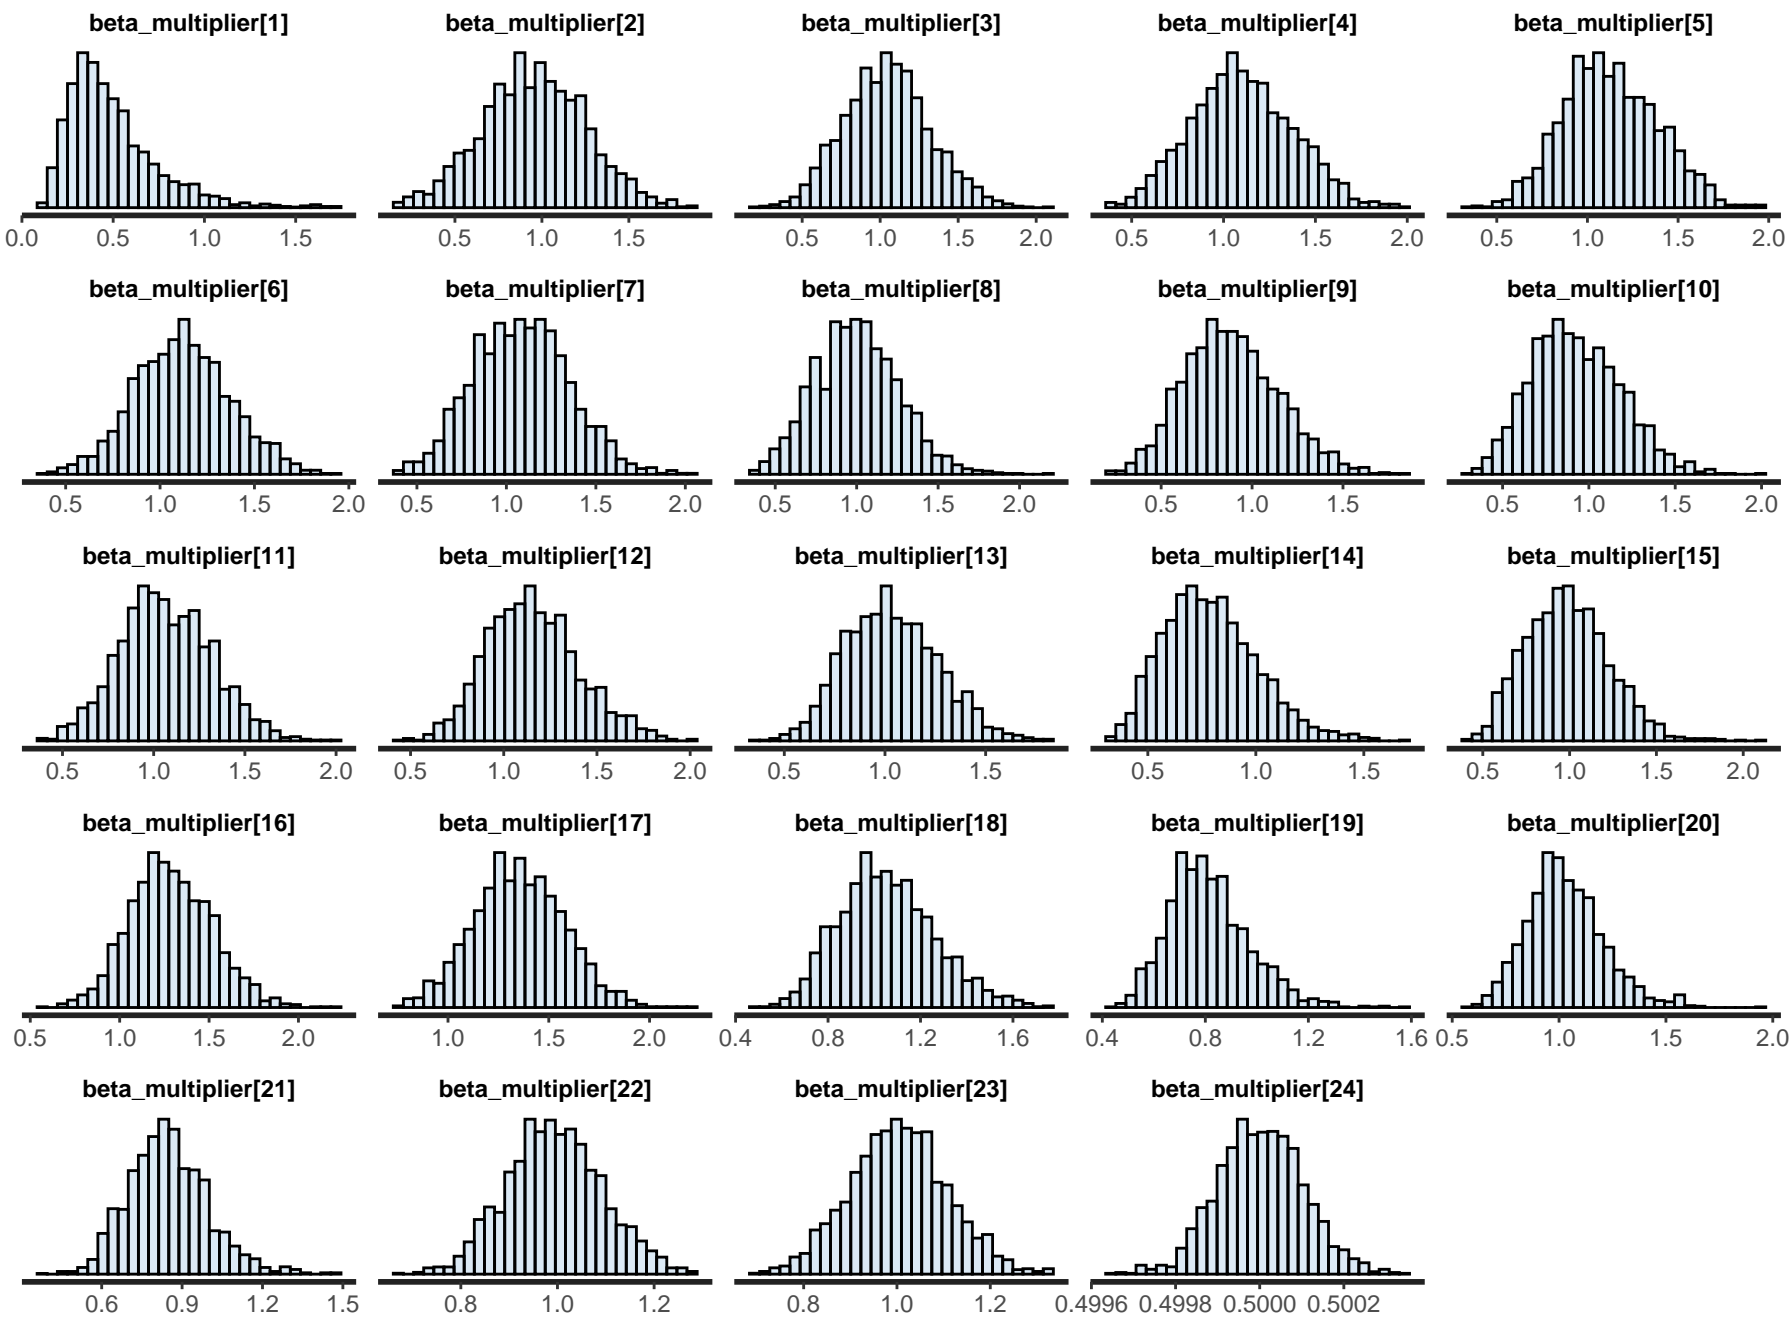 beta_multiplier[1] beta_multiplier[2] beta_multiplier[3] beta_multiplier[4] beta_multiplier[5]
0.0 0.5 1.0 1.5 0.5 1.0 1.5 0.5 1.0 1.5 2.0 0.5 1.0 1.5 2.0 0.5 1.0 1.5 2.0
beta_multiplier[6] beta_multiplier[7] beta_multiplier[8] beta_multiplier[9] beta_multiplier[10]
0.5 1.0 1.5 2.0 0.5 1.0 1.5 2.0 0.5 1.0 1.5 2.0 0.5 1.0 1.5 0.5 1.0 1.5 2.0
beta_multiplier[11] beta_multiplier[12] beta_multiplier[13] beta_multiplier[14] beta_multiplier[15]
0.5 1.0 1.5 2.0 0.5 1.0 1.5 2.0 0.5 1.0 1.5 0.5 1.0 1.5 0.5 1.0 1.5 2.0
beta_multiplier[16] beta_multiplier[17] beta_multiplier[18] beta_multiplier[19] beta_multiplier[20]
0.5 1.0 1.5 2.0 1.0 1.5 2.0 0.4 0.8 1.2 1.6 0.4 0.8 1.2 1.6 0.5 1.0 1.5 2.0
beta_multiplier[21] beta_multiplier[22] beta_multiplier[23] beta_multiplier[24]
0.6 0.9 1.2 1.5 0.8 1.0 1.2 0.8 1.0 1.2 0.4996 0.4998 0.5000 0.5002